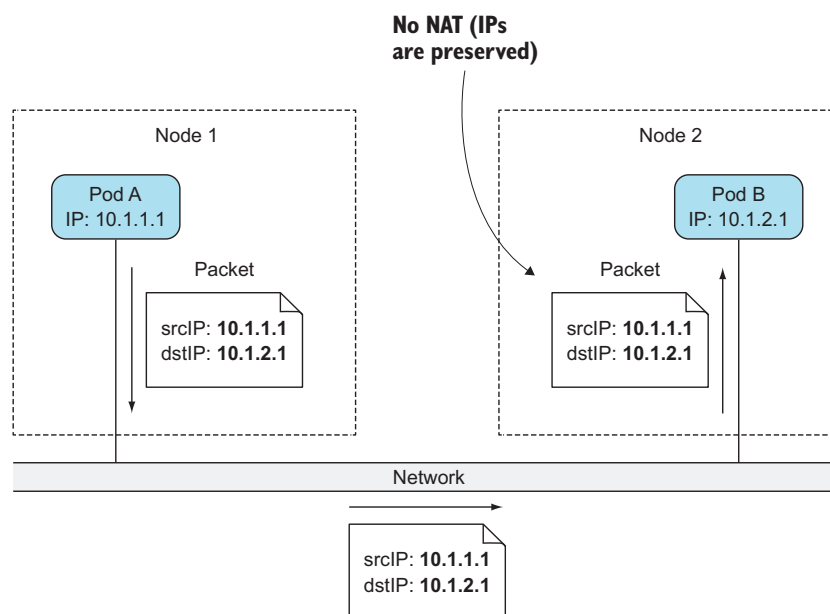 No NAT (IPs
are preserved)
Node 1
Node 2
Pod A
IP: 10.1.1.1
Pod B
IP: 10.1.2.1
Packet
srcIP: 10.1.1.1
dstIP: 10.1.2.1
Packet
srcIP: 10.1.1.1
dstIP: 10.1.2.1
Network
srcIP: 10.1.1.1
dstIP: 10.1.2.1